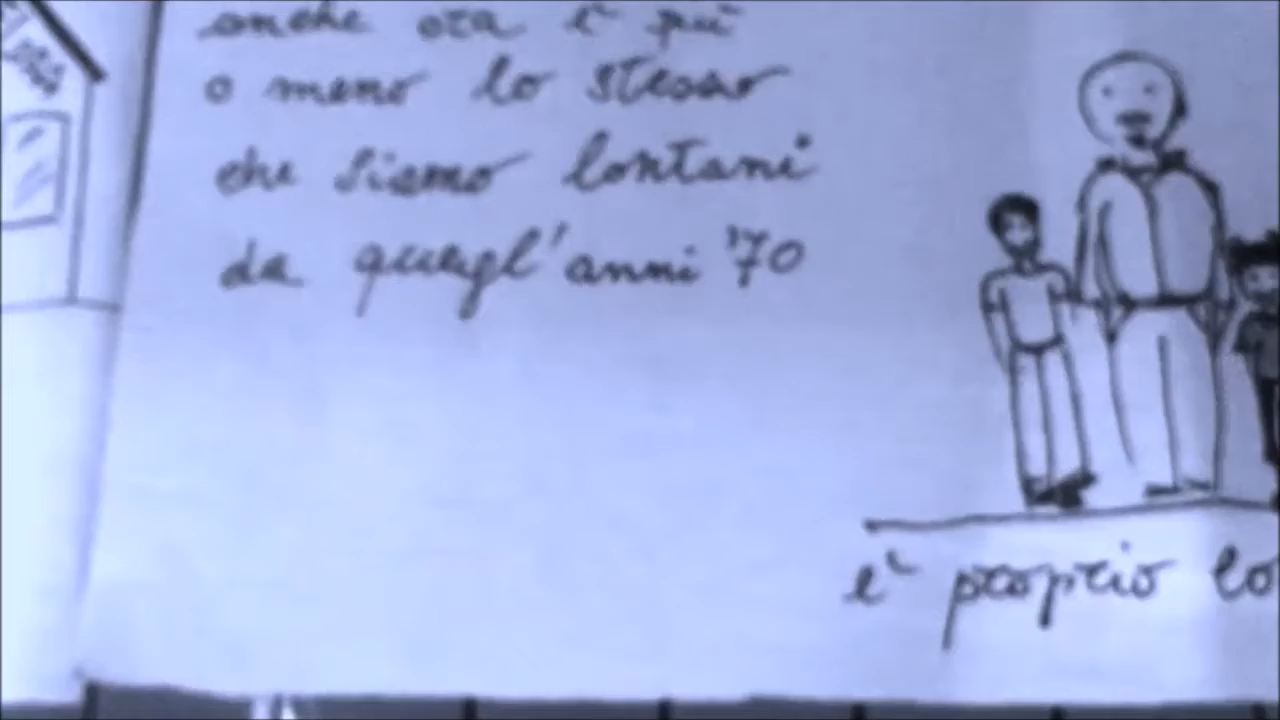 anche ora è più
o meno lo stesso
che siamo lontani
da quegl'anni '70
è proprio lo